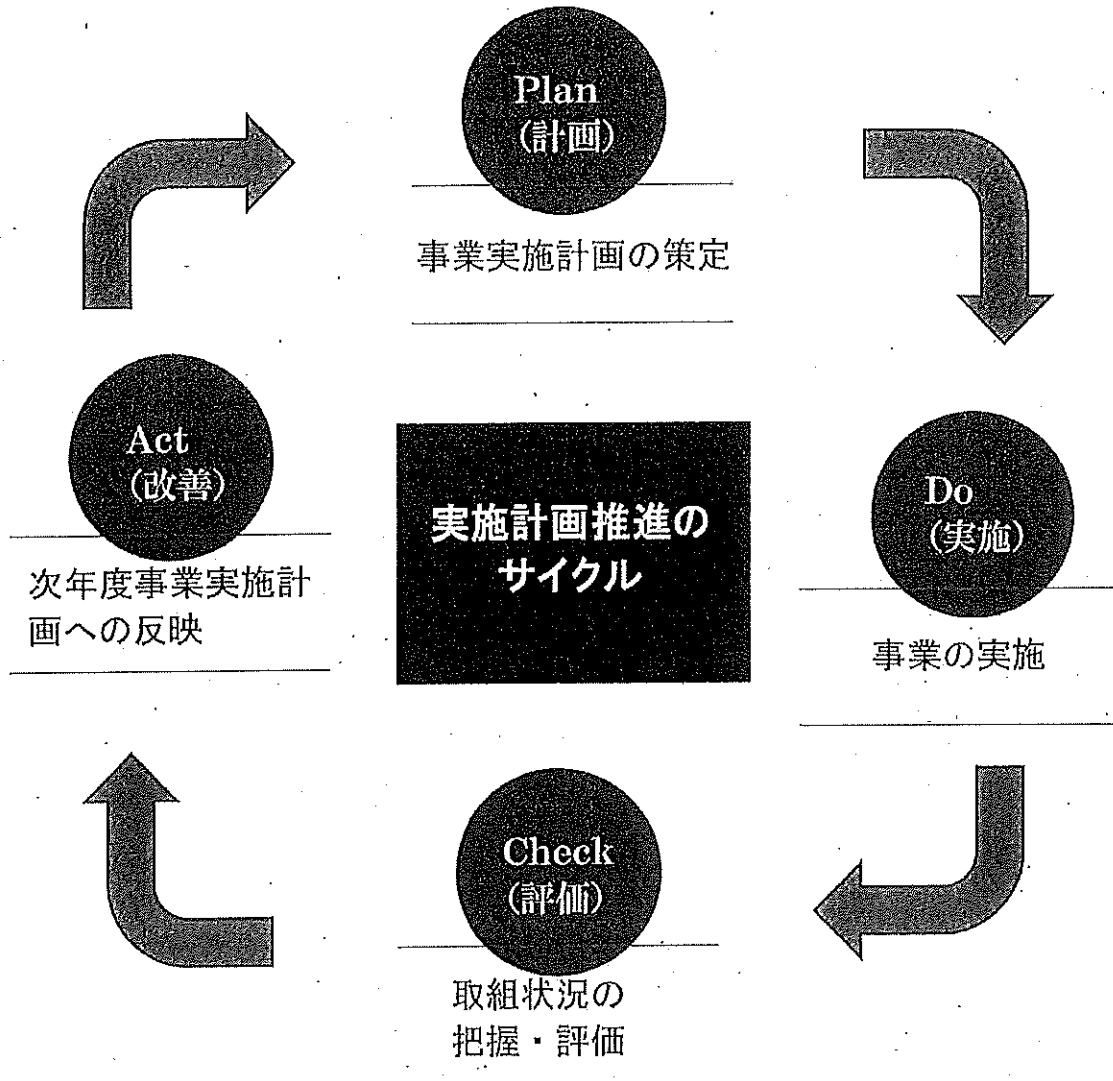 Plan
(計画)
事業実施計画の策定
Do
(実施)
事業の実施
Check
(評価)
取組状況の
把握・評価
Act
(改善)
次年度事業実施計
画への反映
実施計画推進の
サイクル